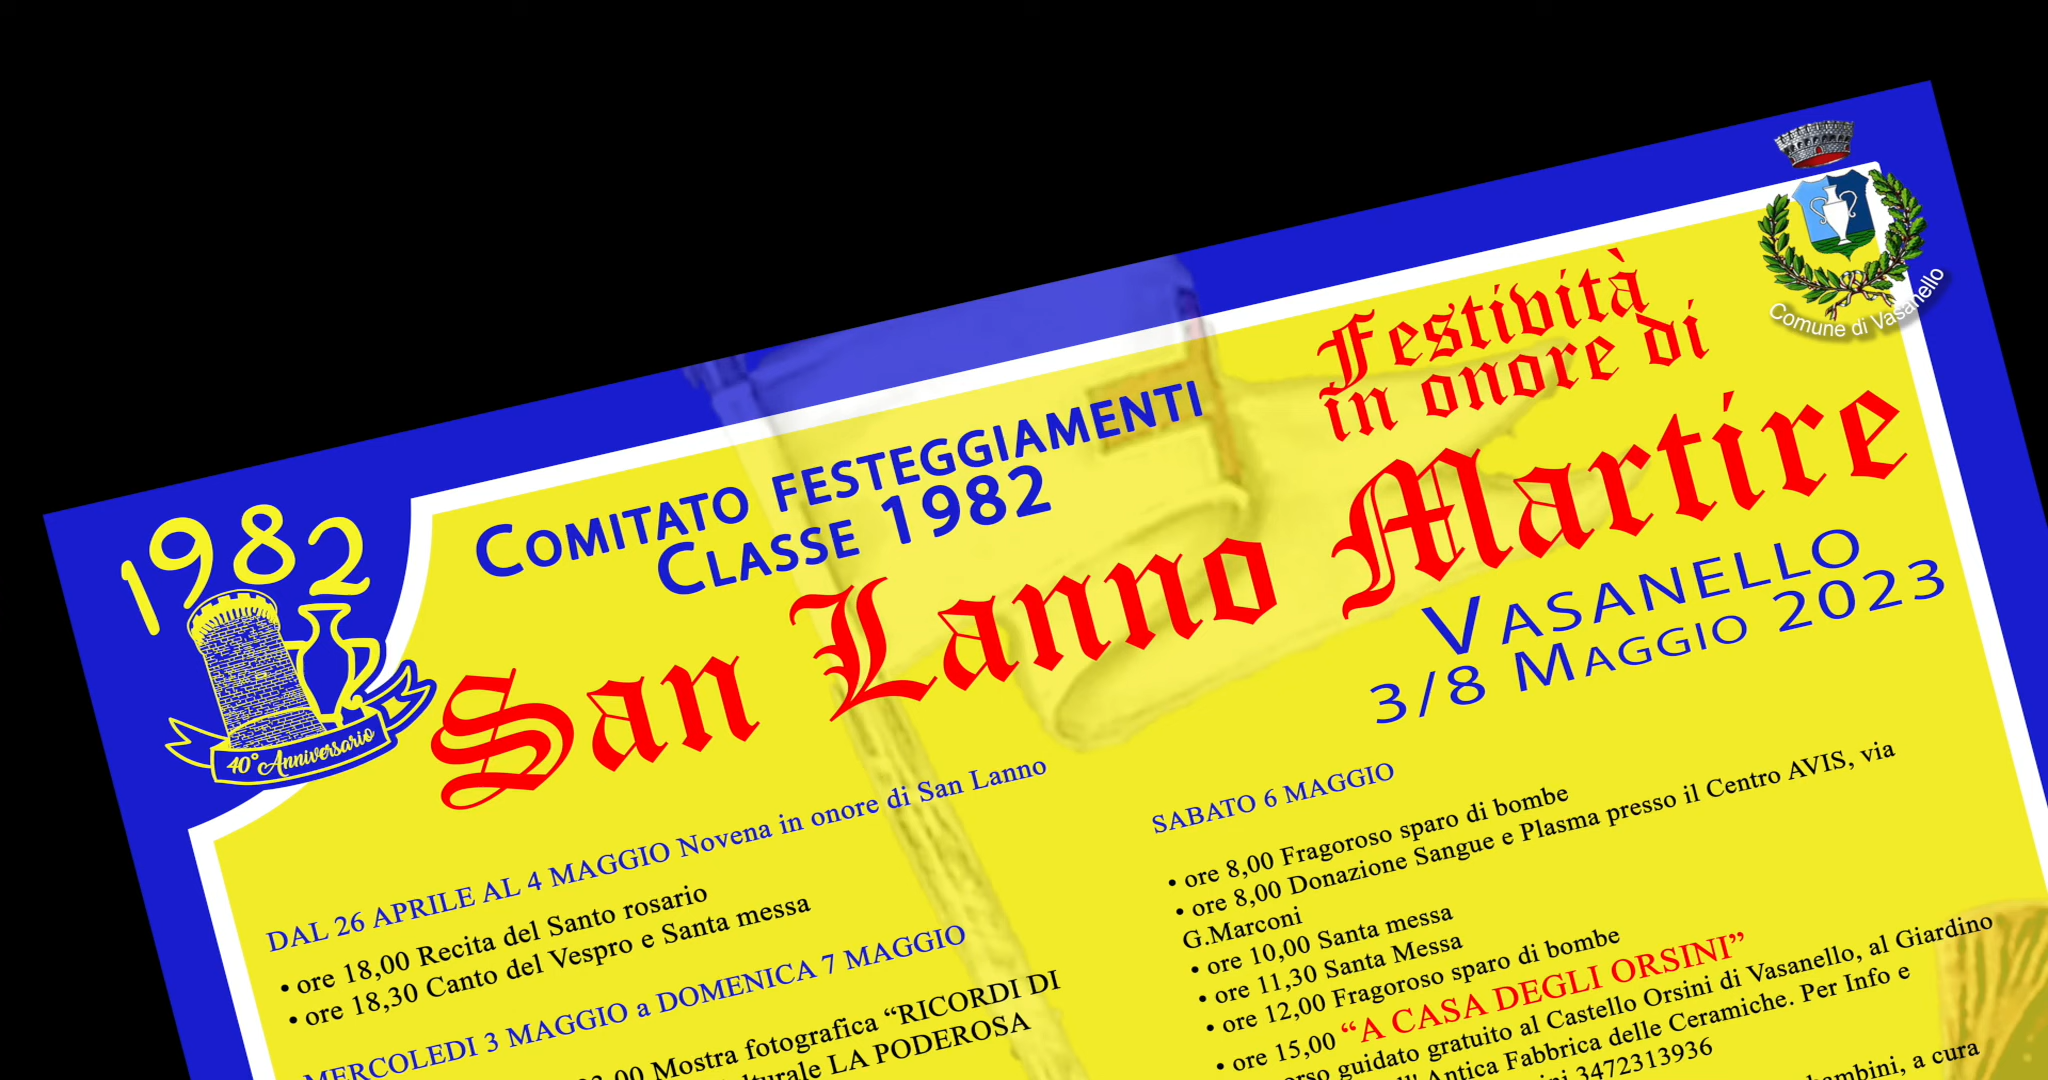 1982
40° Anniversario
COMITATO FESTEGGIAMENTI
CLASSE 1982
Festività
in onore di
San Lanno Martire
VASANELLO
3/8 MAGGIO 2023
Comune di Vasanello
DAL 26 APRILE AL 4 MAGGIO Novena in onore di San Lanno
• ore 18,00 Recita del Santo rosario
• ore 18,30 Canto del Vespro e Santa messa
MERCOLEDI 3 MAGGIO a DOMENICA 7 MAGGIO
Mostra fotografica “RICORDI DI
LA PODEROSA
SABATO 6 MAGGIO
• ore 8,00 Fragoroso sparo di bombe
• ore 8,00 Donazione Sangue e Plasma presso il Centro AVIS, via
G.Marconi
• ore 10,00 Santa messa
• ore 11,30 Santa Messa
• ore 12,00 Fragoroso sparo di bombe
• ore 15,00 “A CASA DEGLI ORSINI”
guidato gratuito al Castello Orsini di Vasanello, al Giardino
Antica Fabbrica delle Ceramiche. Per Info e
3472313936
bambini, a cura